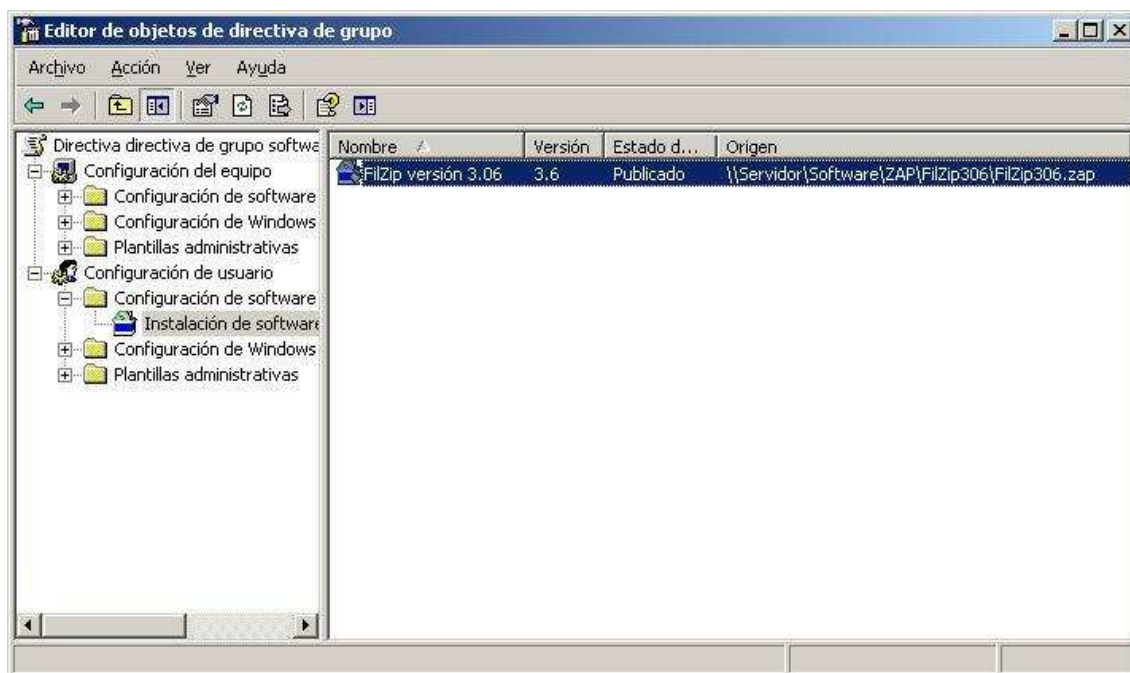 Editor de objetos de directiva de grupo
Archivo Acción Ver Ayuda
Directiva directiva de grupo softwa
Configuración del equipo
Configuración de software
Configuración de Windows
Plantillas administrativas
Configuración de usuario
Configuración de software
Instalación de software
Configuración de Windows
Plantillas administrativas
Nombre Versión Estado d... Origen
FilZip versión 3.06 3.6 Publicado \\Servidor\Software\ZAP\FilZip306\FilZip306.zap